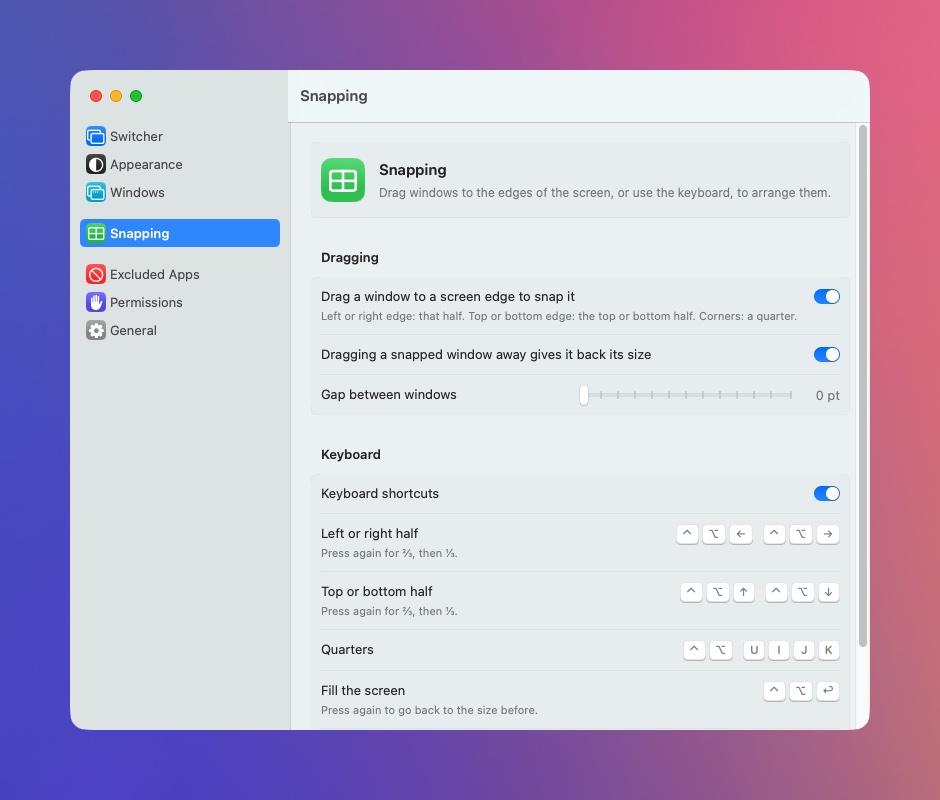 Snapping
Switcher
Appearance
Windows
Snapping
Excluded Apps
Permissions
General
Snapping
Drag windows to the edges of the screen, or use the keyboard, to arrange them.
Dragging
Drag a window to a screen edge to snap it
Left or right edge: that half. Top or bottom edge: the top or bottom half. Corners: a quarter.
Dragging a snapped window away gives it back its size
Gap between windows 0 pt
Keyboard
Keyboard shortcuts
Left or right half ^ ⌥ ← ^ ⌥ →
Press again for ⅔, then ⅓.
Top or bottom half ^ ⌥ ↑ ^ ⌥ ↓
Press again for ⅔, then ⅓.
Quarters ^ ⌥ U I J K
Fill the screen ^ ⌥ ↩
Press again to go back to the size before.